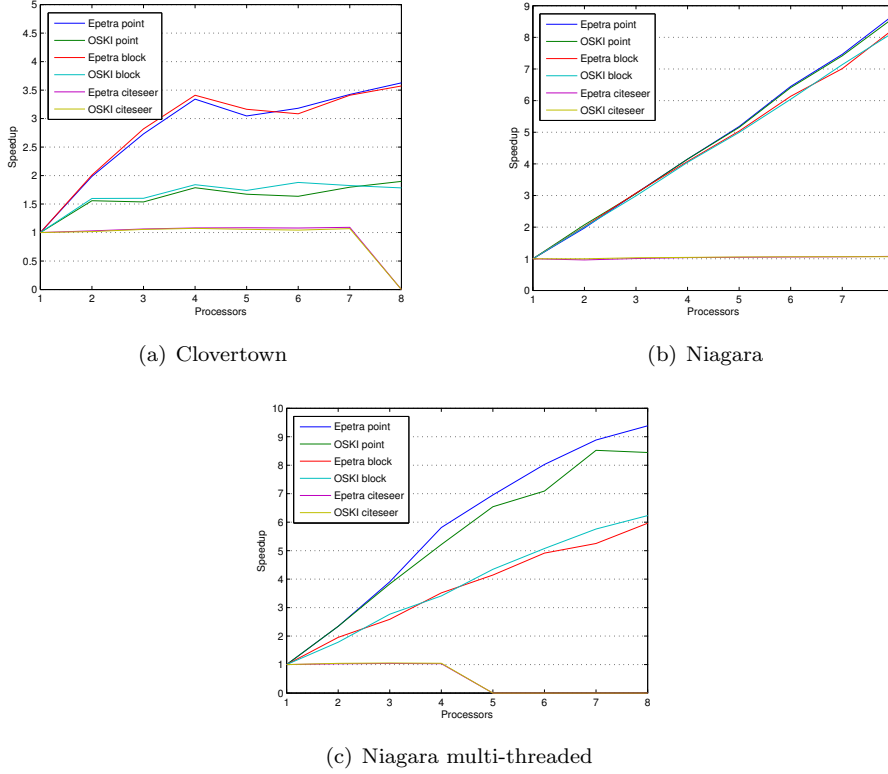 5
4.5
4
3.5
3
2.5
2
1.5
1
0.5
0
Speedup
Epetra point
OSKI point
Epetra block
OSKI block
Epetra citeseer
OSKI citeseer
1 2 3 4 5 6 7 8
Processors
(a) Clovertown
9
8
7
6
5
4
3
2
1
0
Speedup
Epetra point
OSKI point
Epetra block
OSKI block
Epetra citeseer
OSKI citeseer
1 2 3 4 5 6 7
Processors
(b) Niagara
10
9
8
7
6
5
4
3
2
1
0
Speedup
Epetra point
OSKI point
Epetra block
OSKI block
Epetra citeseer
OSKI citeseer
1 2 3 4 5 6 7 8
Processors
(c) Niagara multi-threaded